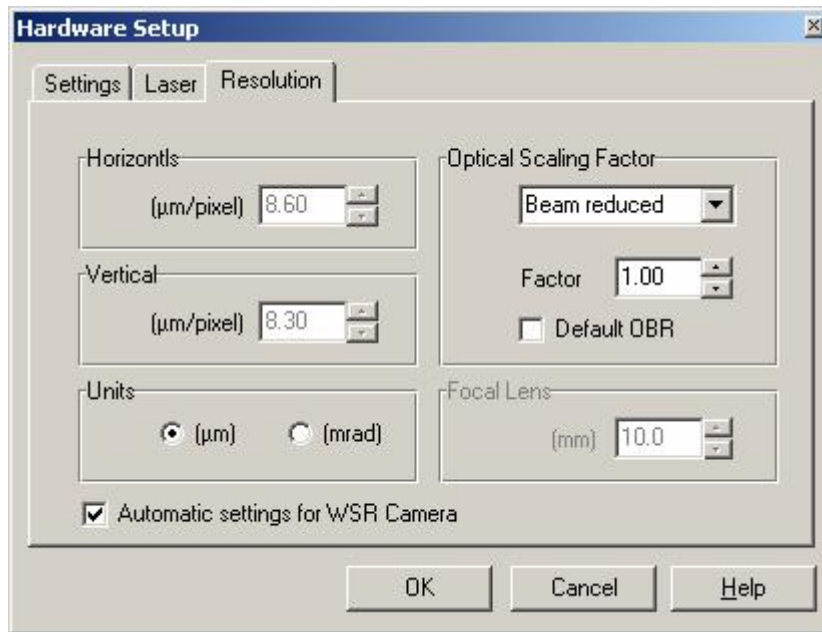 Hardware Setup
Settings
Laser
Resolution
Horizontls
(µm/pixel) 8.60
Vertical
(µm/pixel) 8.30
Units
(µm) (mrad)
Optical Scaling Factor
Beam reduced
Factor 1.00
Default OBR
Focal Lens
(mm) 10.0
Automatic settings for WSR Camera
OK
Cancel
Help